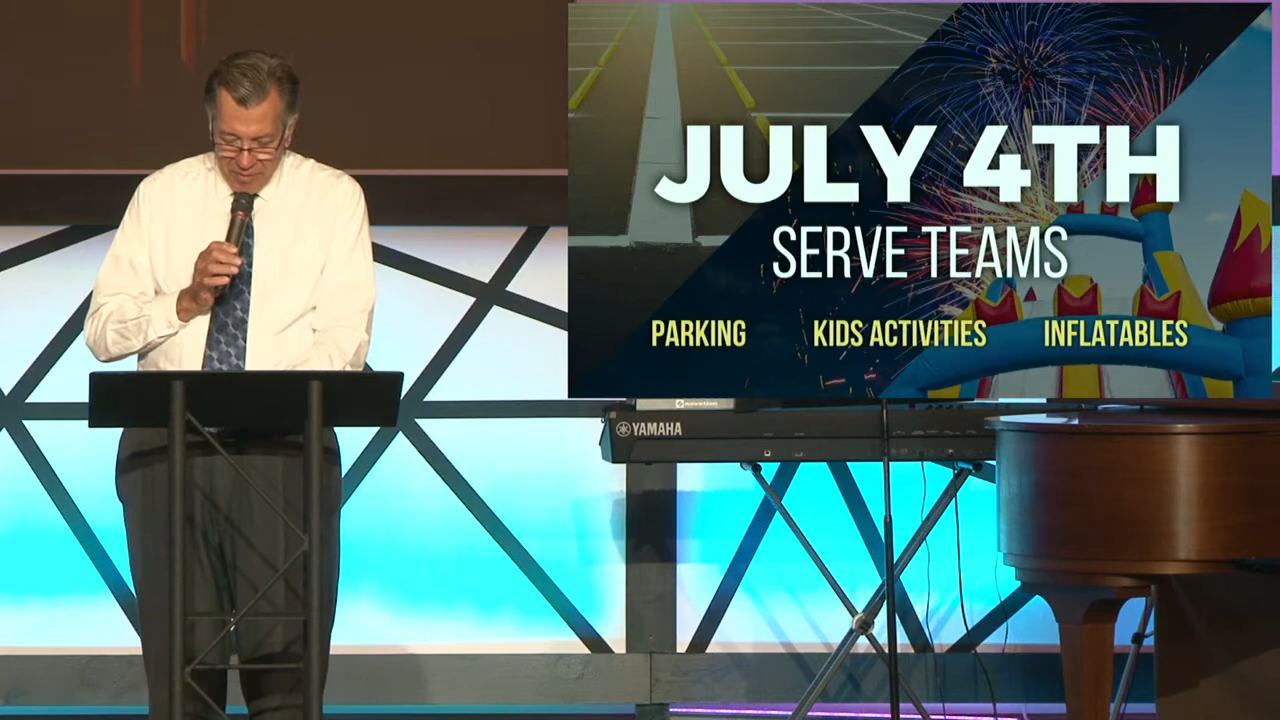 JULY 4TH
SERVE TEAMS
PARKING KIDS ACTIVITIES INFLATABLES
YAMAHA